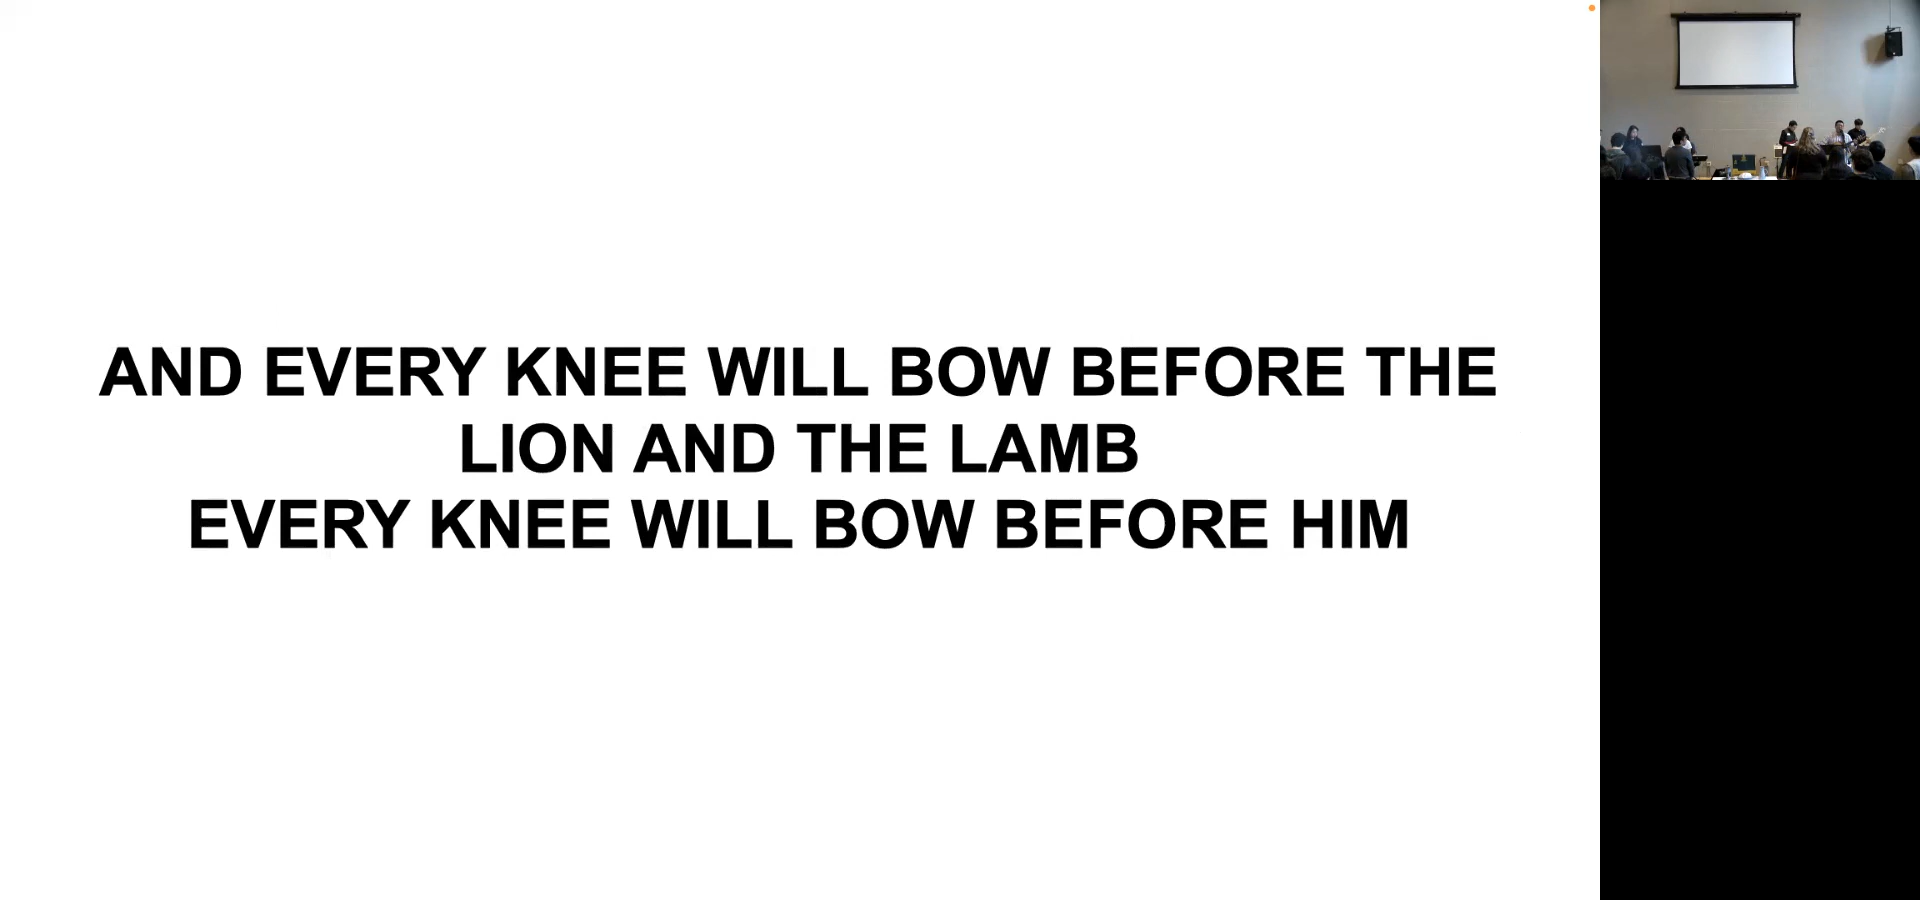 AND EVERY KNEE WILL BOW BEFORE THE
LION AND THE LAMB
EVERY KNEE WILL BOW BEFORE HIM